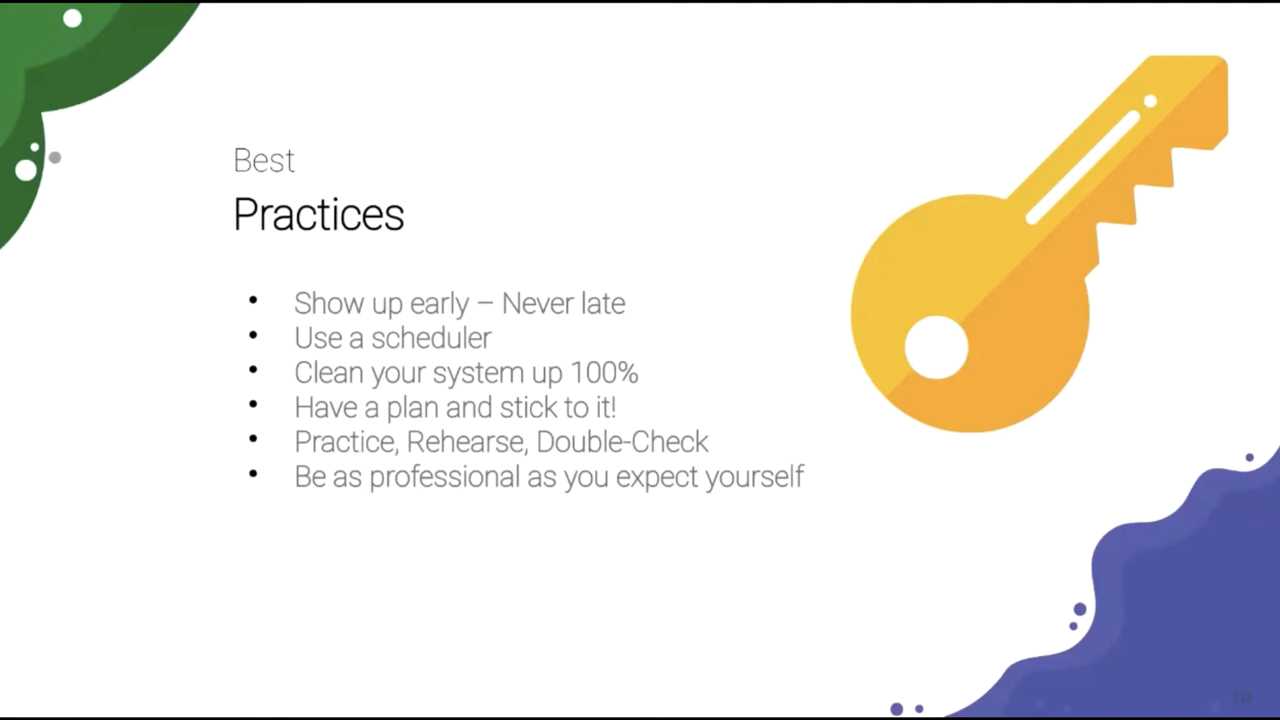 Best
Practices
• Show up early – Never late
• Use a scheduler
• Clean your system up 100%
• Have a plan and stick to it!
• Practice, Rehearse, Double-Check
• Be as professional as you expect yourself